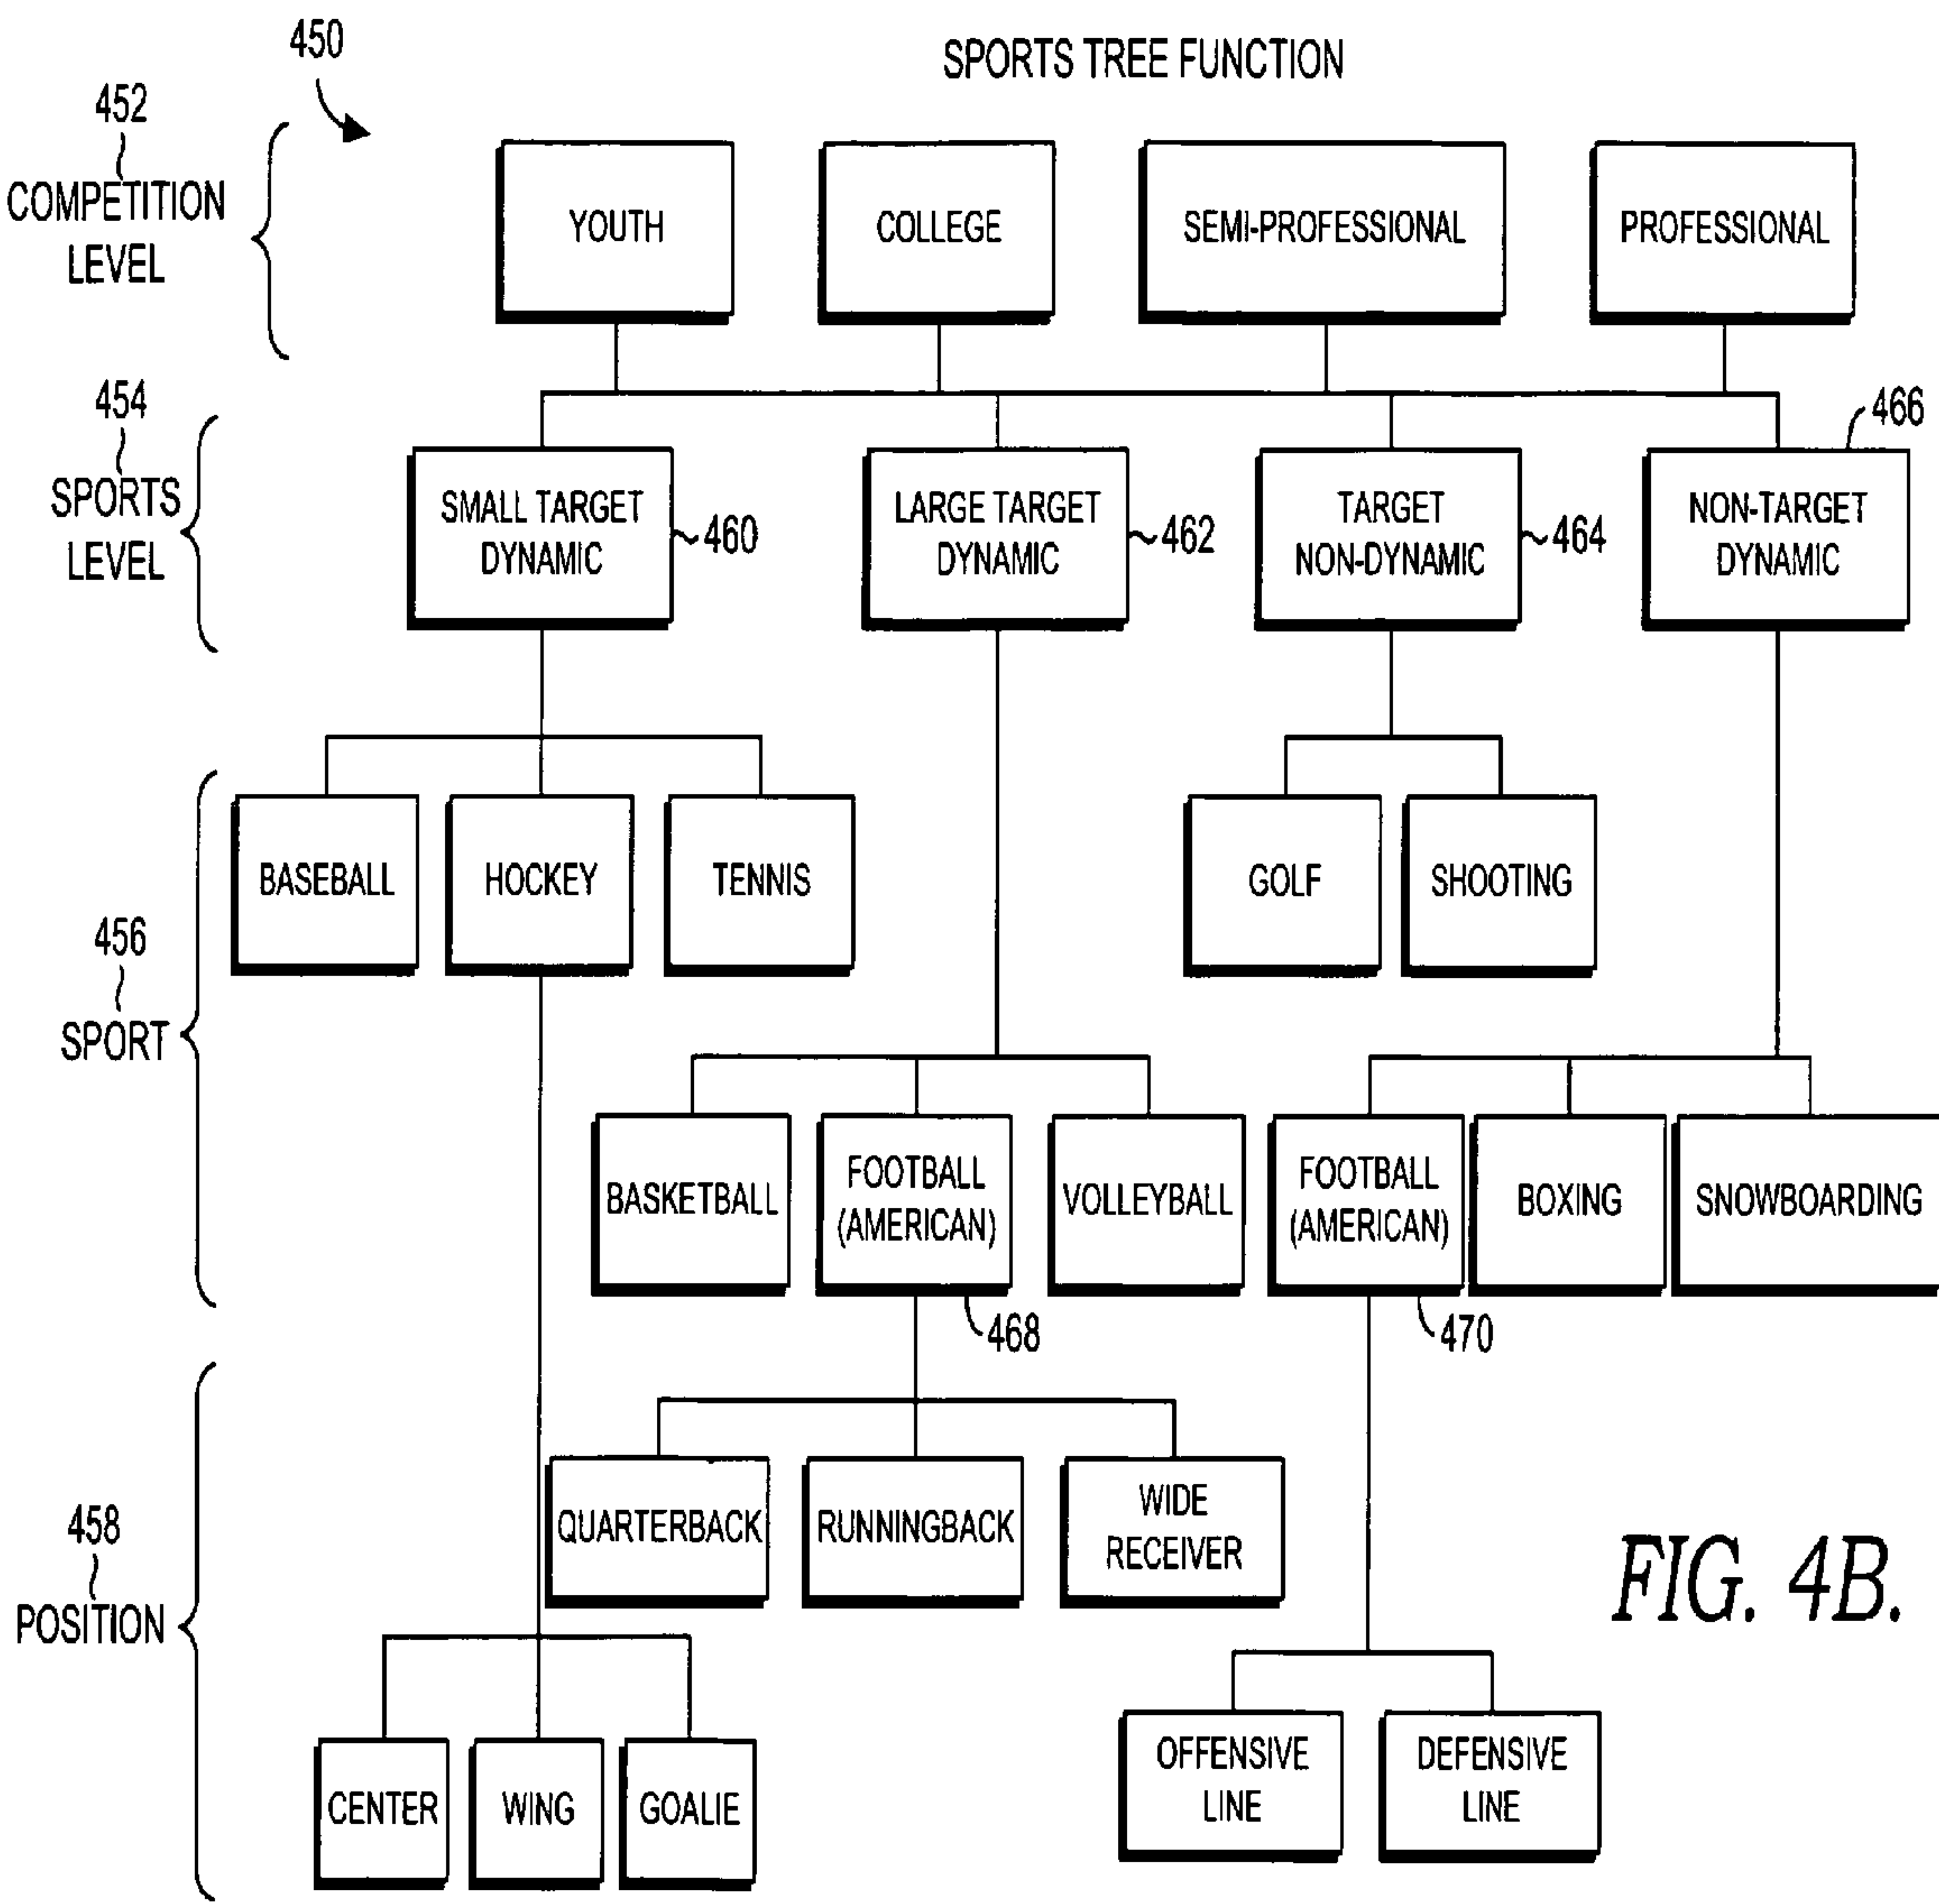 450
SPORTS TREE FUNCTION
452
COMPETITION
LEVEL
YOUTH
COLLEGE
SEMI-PROFESSIONAL
PROFESSIONAL
454
SPORTS
LEVEL
466
SMALL TARGET
DYNAMIC
460
LARGE TARGET
DYNAMIC
462
TARGET
NON-DYNAMIC
464
NON-TARGET
DYNAMIC
456
SPORT
BASEBALL
HOCKEY
TENNIS
GOLF
SHOOTING
BASKETBALL
FOOTBALL
(AMERICAN)
VOLLEYBALL
FOOTBALL
(AMERICAN)
BOXING
SNOWBOARDING
468
470
458
POSITION
QUARTERBACK
RUNNINGBACK
WIDE
RECEIVER
CENTER
WING
GOALIE
OFFENSIVE
LINE
DEFENSIVE
LINE
FIG. 4B.